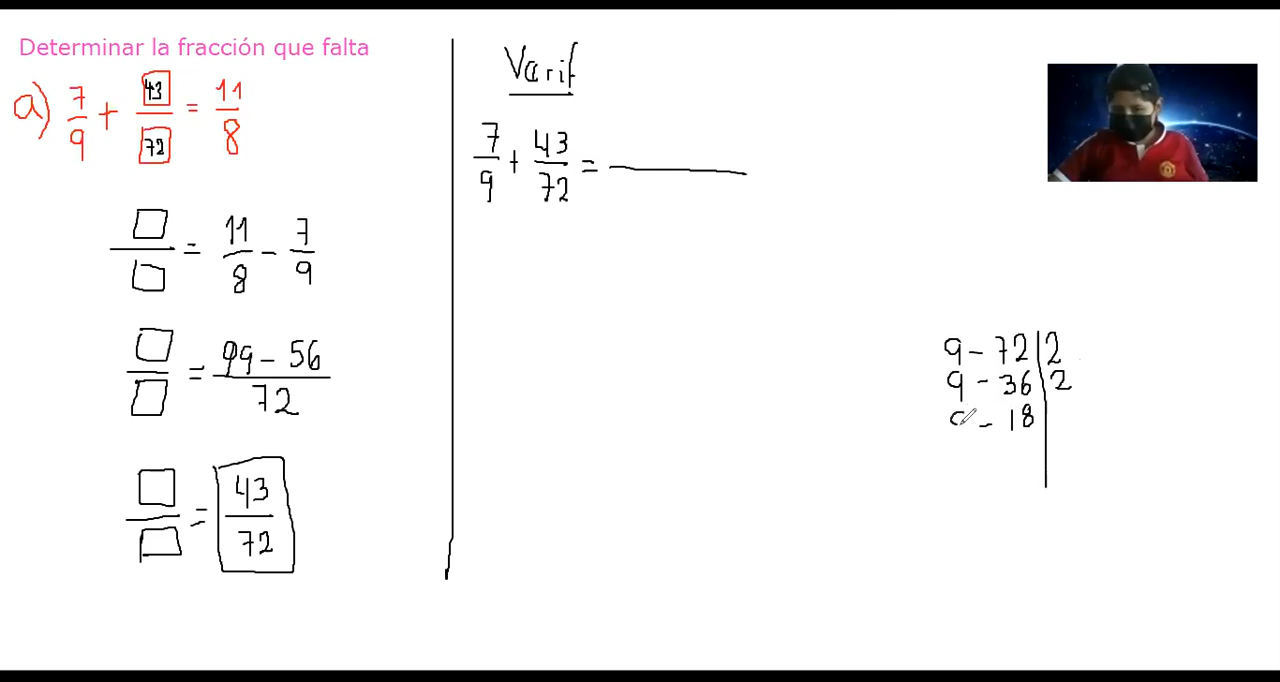 Determinar la fracción que falta
a) 7/9 + 43/72 = 11/8
□/□ = 11/8 - 7/9
□/□ = 99 - 56/72
□/□ = 43/72
Varif
7/9 + 43/72 =
9 - 72 | 2
9 - 36 | 2
- 18